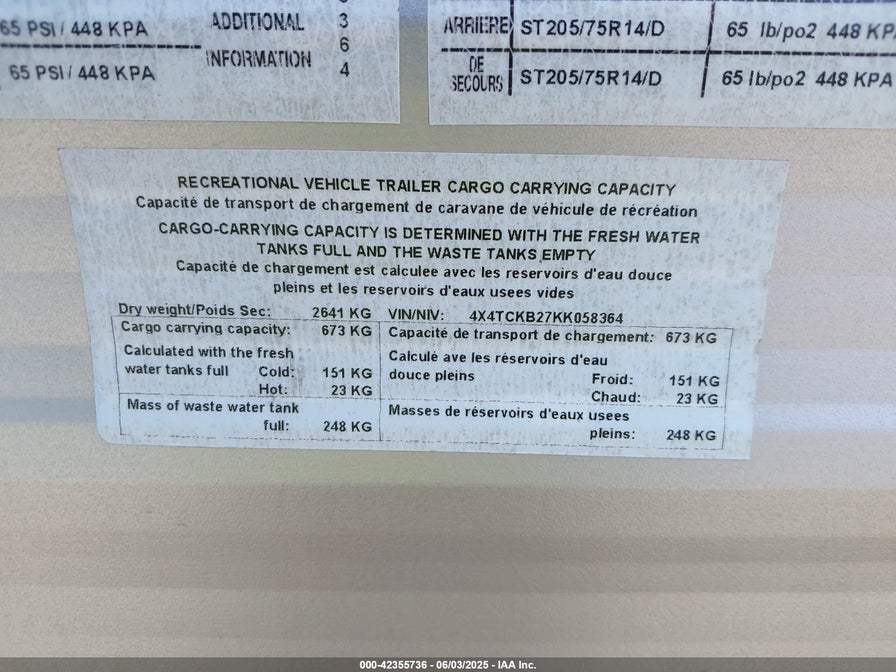 65 PSI / 448 KPA
65 PSI / 448 KPA
ADDITIONAL
INFORMATION
3
6
4
ARRIERE ST205/75R14/D 65 lb/po2 448 KPA
DE SECOURS ST205/75R14/D 65 lb/po2 448 KPA
RECREATIONAL VEHICLE TRAILER CARGO CARRYING CAPACITY
Capacité de transport de chargement de caravane de véhicule de récréation
CARGO-CARRYING CAPACITY IS DETERMINED WITH THE FRESH WATER
TANKS FULL AND THE WASTE TANKS EMPTY
Capacité de chargement est calculee avec les reservoirs d'eau douce
pleins et les reservoirs d'eaux usees vides
Dry weight/Poids Sec: 2641 KG VIN/NIV: 4X4TCKB27KK058364
Cargo carrying capacity: 673 KG
Calculated with the fresh
water tanks full Cold: 151 KG
Hot: 23 KG
Mass of waste water tank
full: 248 KG
Capacité de transport de chargement: 673 KG
Calculé ave les réservoirs d'eau
douce pleins
Froid: 151 KG
Chaud: 23 KG
Masses de réservoirs d'eaux usees
pleins: 248 KG
000-42355736 - 06/03/2025 - IAA Inc.